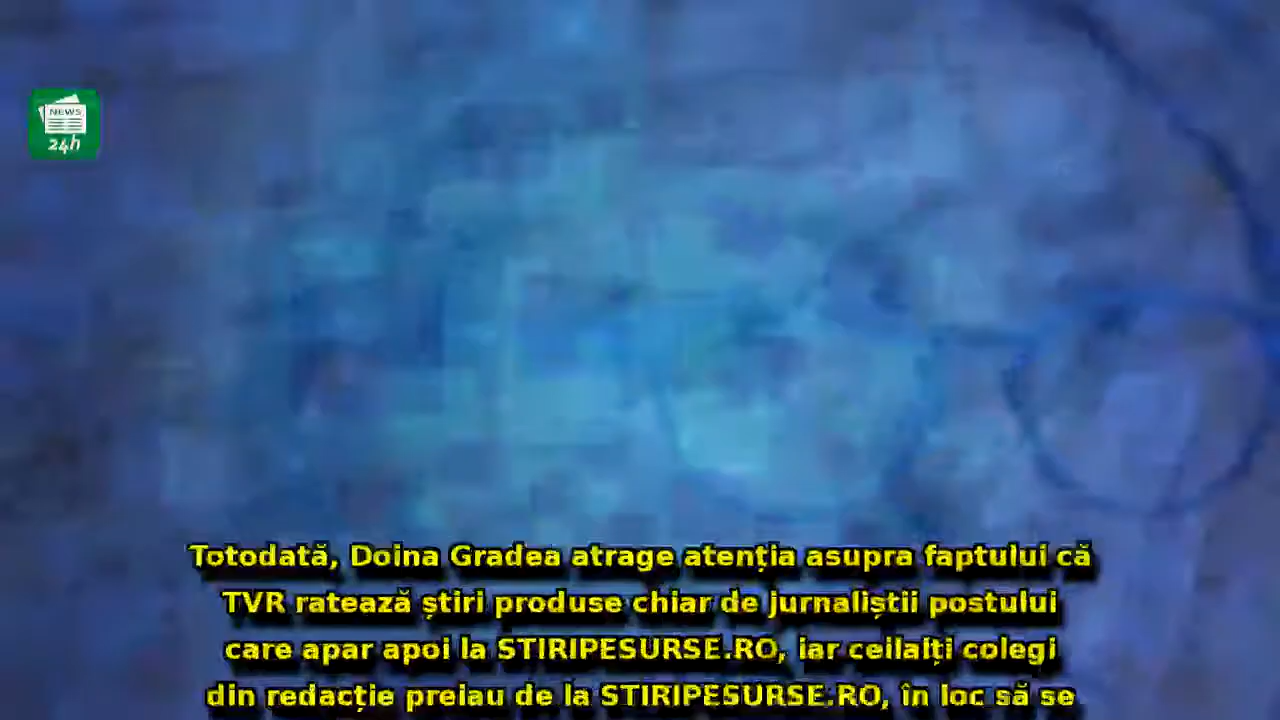 NEWS
24h
Totodată, Doina Gradea atrage atenția asupra faptului că
TVR ratează știri produse chiar de jurnaliștii postului
care apar apoi la STIRIPESURSE.RO, iar ceilalți colegi
din redacție preiau de la STIRIPESURSE.RO, în loc să se